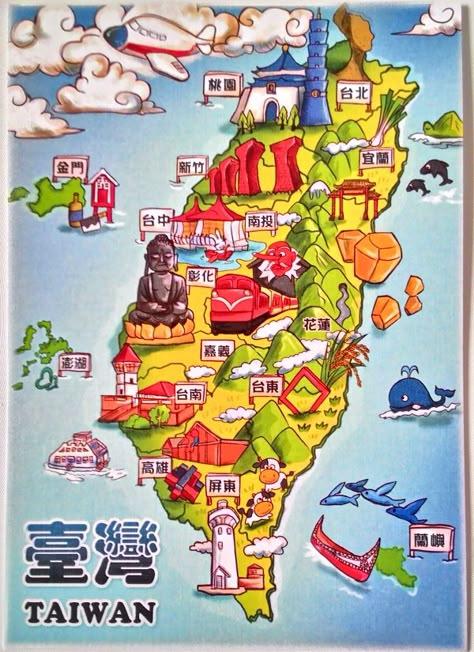 桃園
台北
宜蘭
新竹
金門
台中
南投
彰化
花蓮
嘉義
澎湖
台南
台東
高雄
屏東
蘭嶼
臺灣
TAIWAN